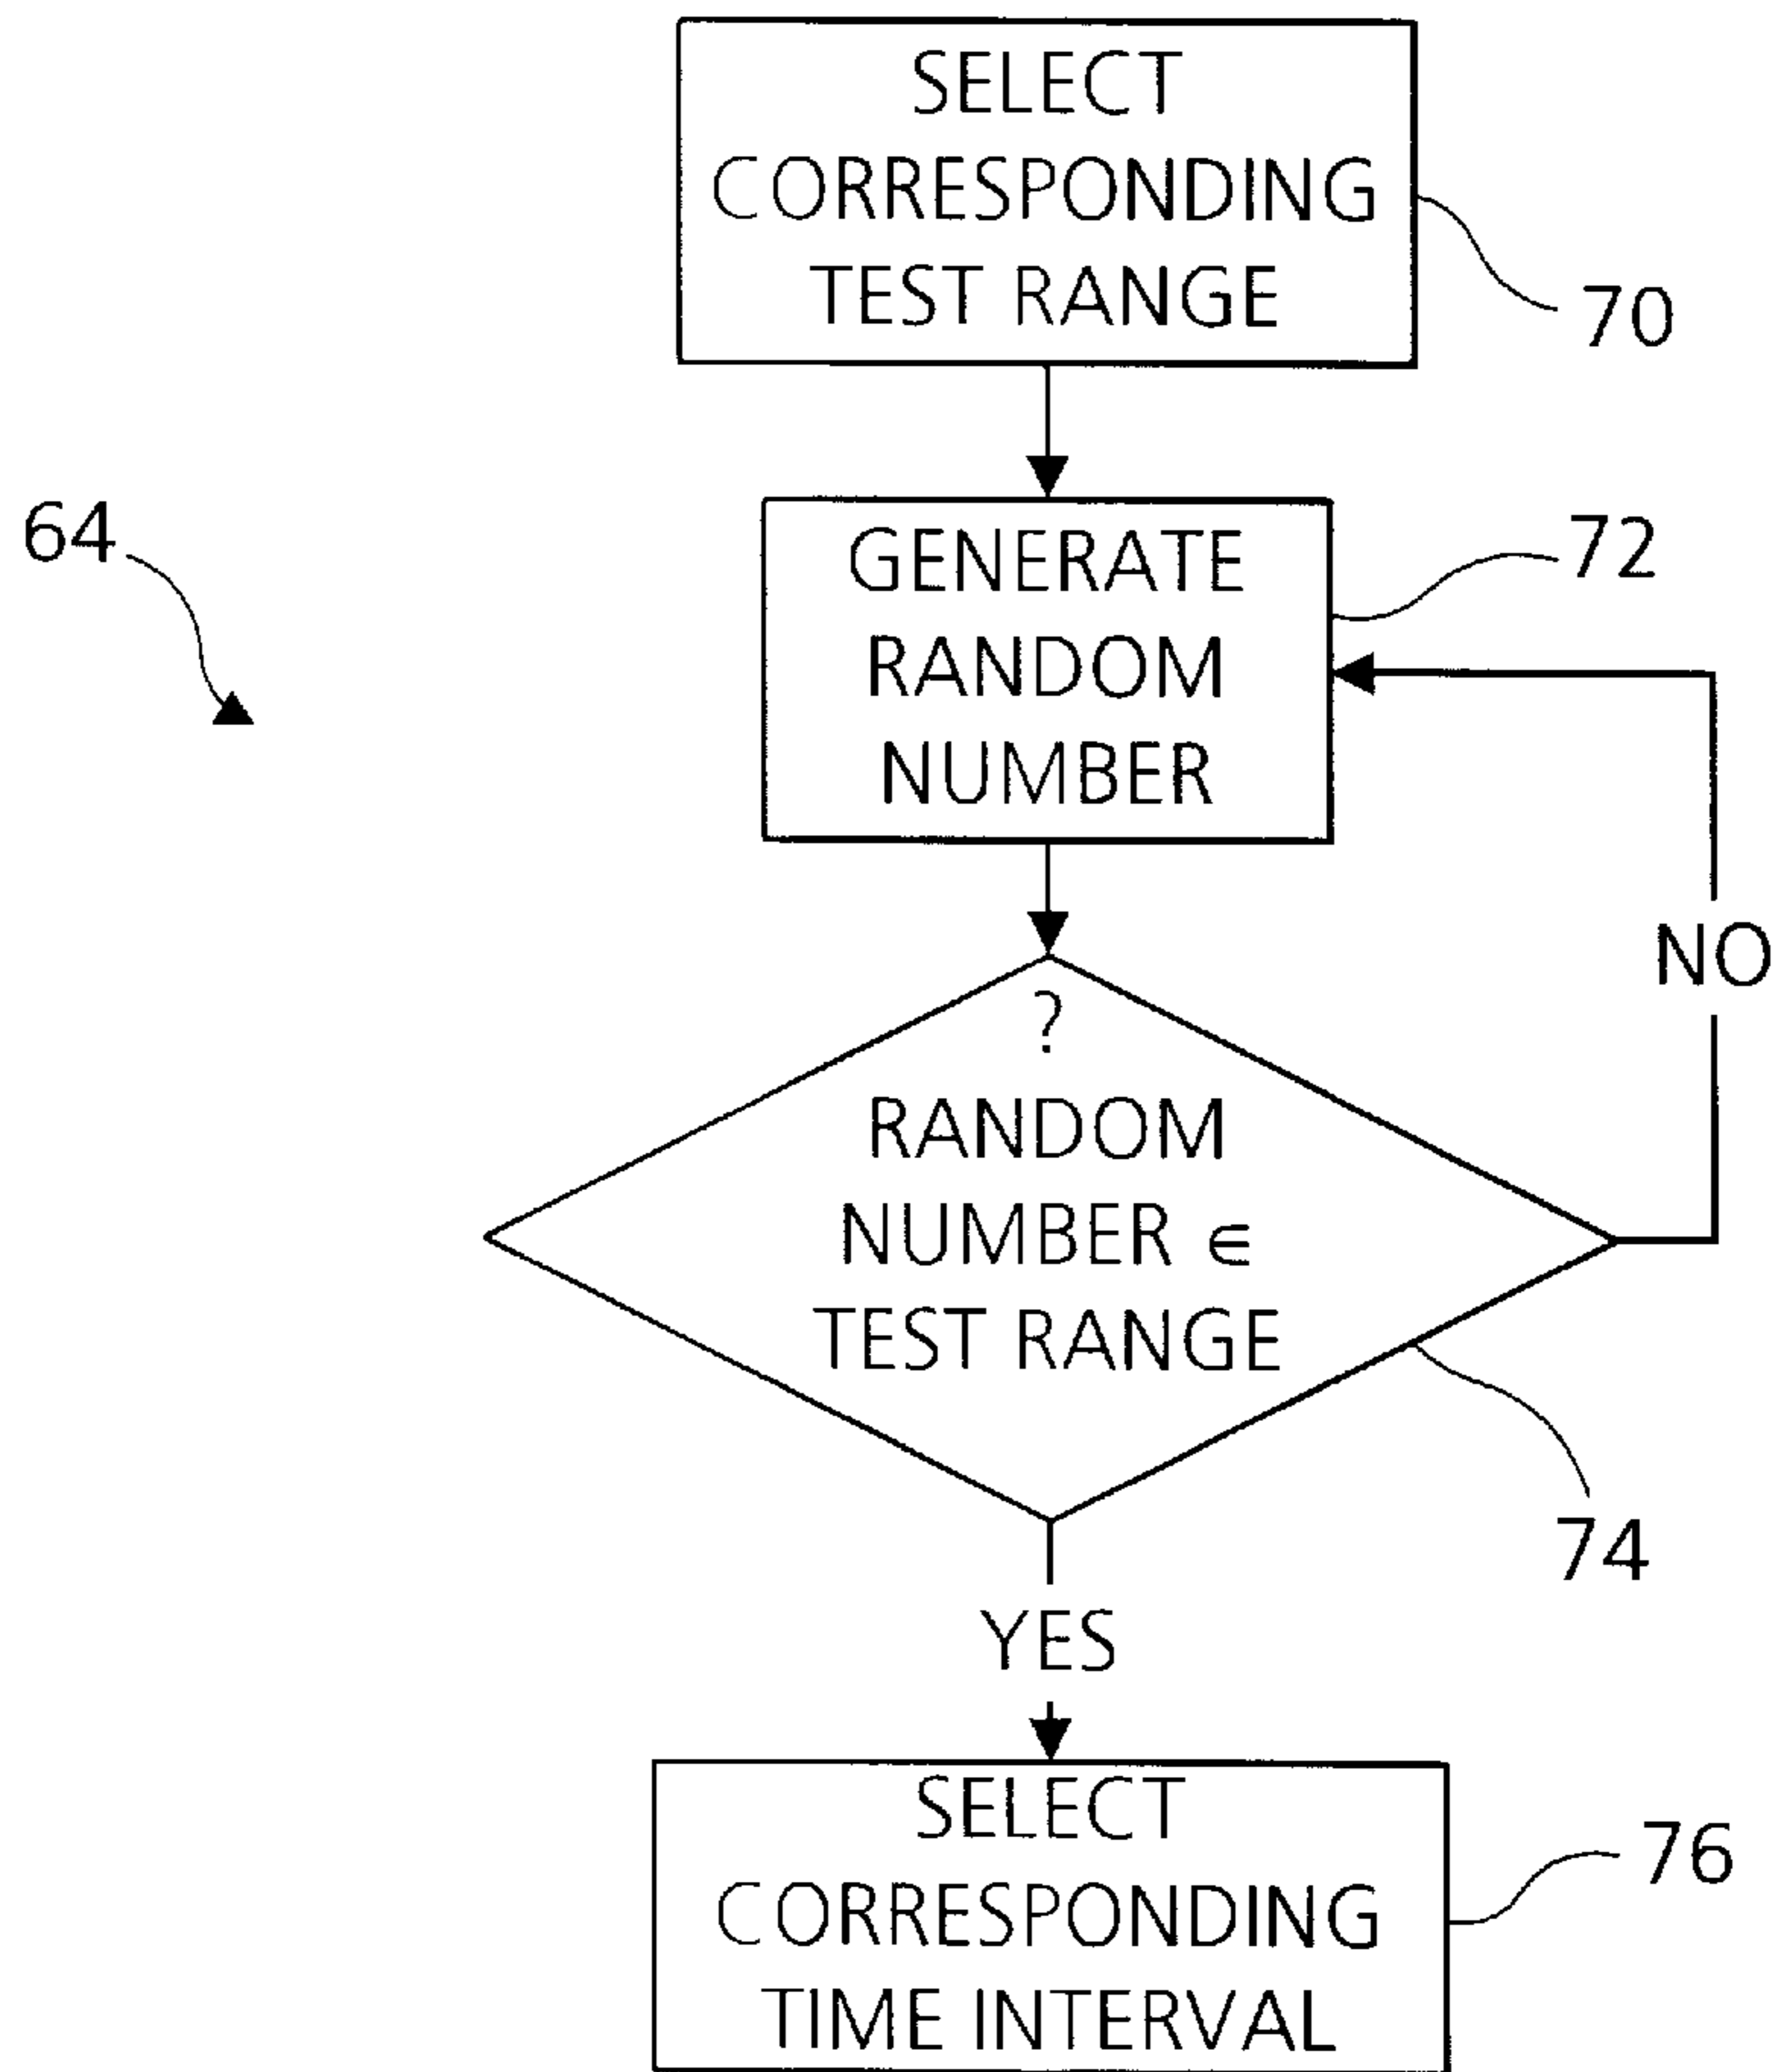 SELECT
CORRESPONDING
TEST RANGE
70
64
GENERATE
RANDOM
NUMBER
72
NO
?
RANDOM
NUMBER ∈
TEST RANGE
74
YES
SELECT
CORRESPONDING
TIME INTERVAL
76